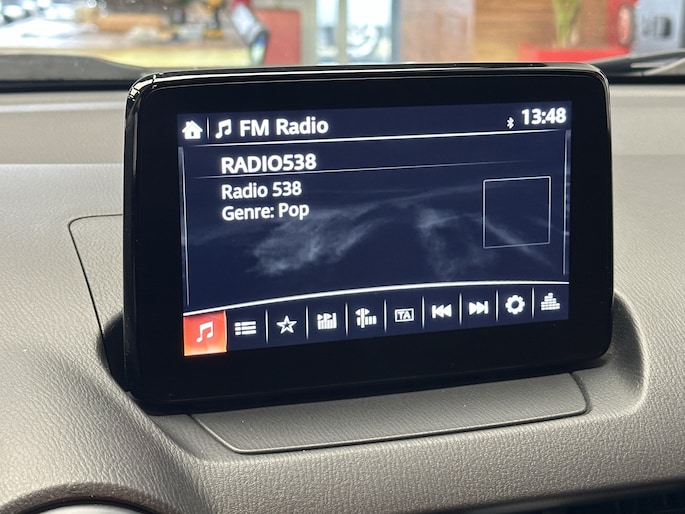 FM Radio
13:48
RADIO538
Radio 538
Genre: Pop
TA